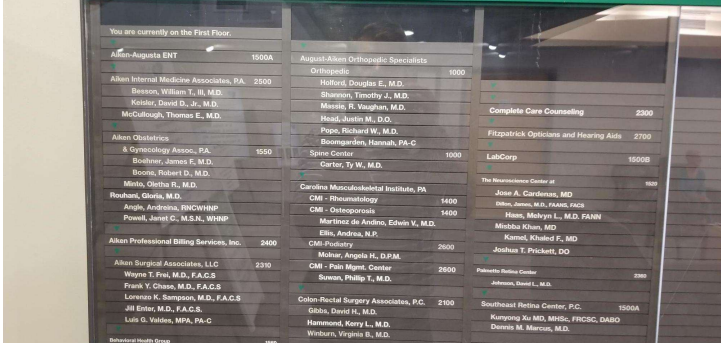 You are currently on the First Floor.
Aiken-Augusta ENT 1500A
Aiken Internal Medicine Associates, P.A. 2500
Besson, William T., III, M.D.
Keisler, David D., Jr., M.D.
McCullough, Thomas E., M.D.
Aiken Obstetrics
& Gynecology Assoc., P.A. 1550
Boehner, James F., M.D.
Boone, Robert D., M.D.
Minto, Oletha R., M.D.
Rouhani, Gloria, M.D.
Angle, Andreina, RNCWHNP
Powell, Janet C., M.S.N., WHNP
Aiken Professional Billing Services, Inc. 2400
Aiken Surgical Associates, LLC 2310
Wayne T. Frei, M.D., F.A.C.S
Frank Y. Chase, M.D., F.A.C.S
Lorenzo K. Sampson, M.D., F.A.C.S
Jill Enter, M.D., F.A.C.S.
Luis G. Valdes, MPA, PA-C
Behavioral Health Group
August-Aiken Orthopedic Specialists
Orthopedic 1000
Holford, Douglas E., M.D.
Shannon, Timothy J., M.D.
Massie, R. Vaughan, M.D.
Head, Justin M., D.O.
Pope, Richard W., M.D.
Boomgarden, Hannah, PA-C
Spine Center 1000
Carter, Ty W., M.D.
Carolina Musculoskeletal Institute, PA
CMI - Rheumatology 1400
CMI - Osteoporosis 1400
Martinez de Andino, Edwin V., M.D.
Ellis, Andrea, N.P.
CMI-Podiatry 2600
Molnar, Angela H., D.P.M.
CMI - Pain Mgmt. Center 2600
Suwan, Phillip T., M.D.
Colon-Rectal Surgery Associates, P.C. 2100
Gibbs, David H., M.D.
Hammond, Kerry L., M.D.
Winburn, Virginia B., M.D.
Complete Care Counseling 2300
Fitzpatrick Opticians and Hearing Aids 2700
LabCorp 1500B
The Neuroscience Center at 1520
Jose A. Cardenas, MD
Dillon, James, M.D., FAANS, FACS
Haas, Melvyn L., M.D. FANN
Misbba Khan, MD
Kamel, Khaled F., MD
Joshua T. Prickett, DO
Palmetto Retina Center 2360
Johnson, David L., M.D.
Southeast Retina Center, P.C. 1500A
Kunyong Xu MD, MHSc, FRCSC, DABO
Dennis M. Marcus, M.D.